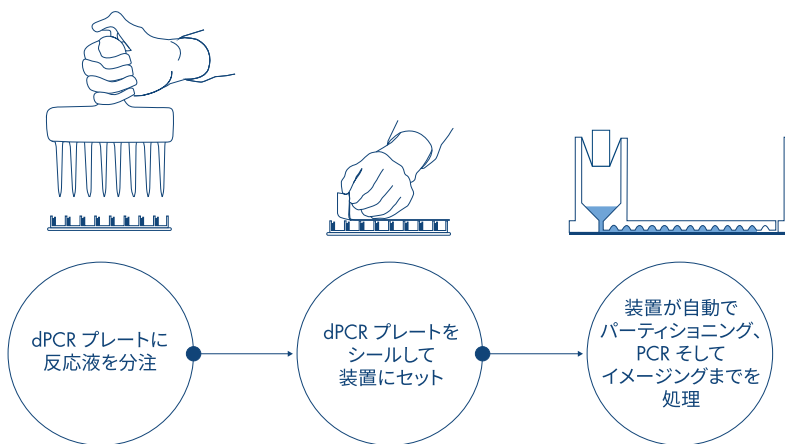 dPCR プレートに
反応液を分注
dPCR プレートを
シールして
装置にセット
装置が自動で
パーティショニング、
PCR そして
イメージングまでを
処理